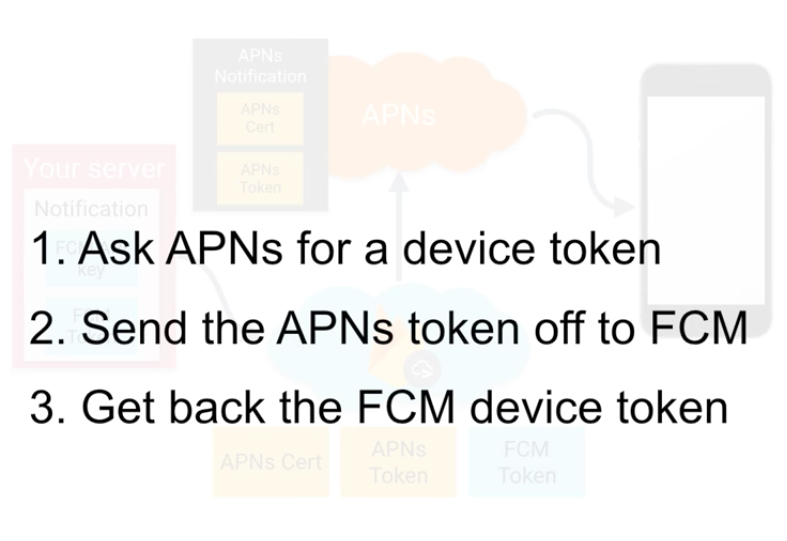 APNs
Notification
APNs
Cert
APNs
Token
APNs
Your server
Notification
FCM
key
1. Ask APNs for a device token
2. Send the APNs token off to FCM
3. Get back the FCM device token
APNs Cert
APNs
Token
FCM
Token